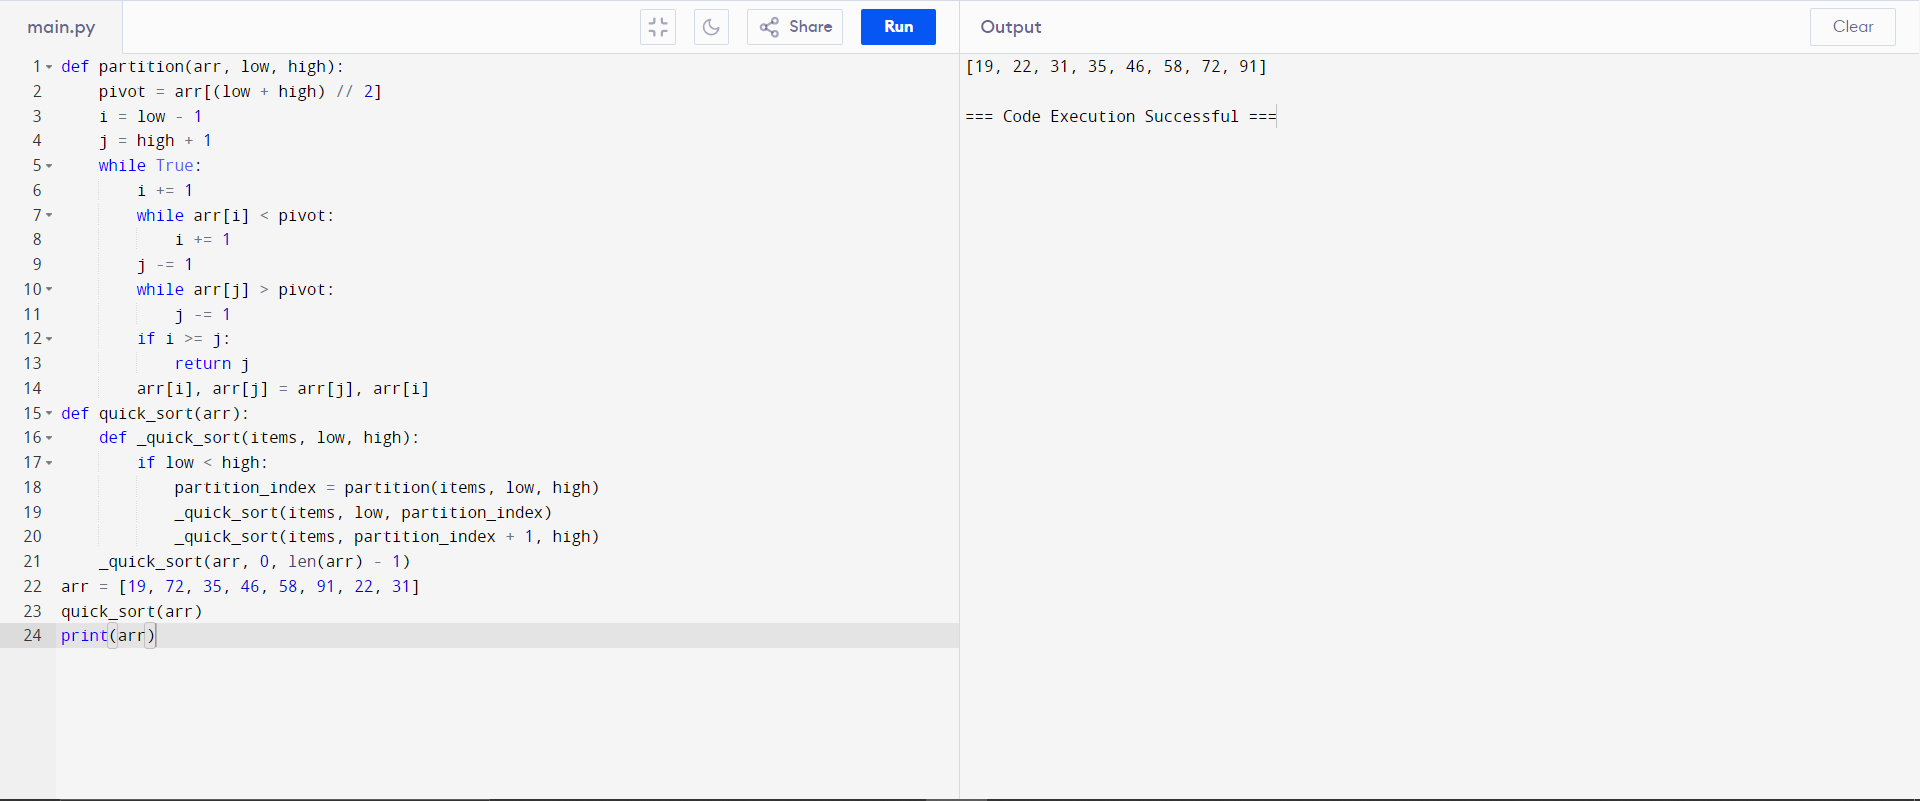 main.py Share Run Output Clear
1 def partition(arr, low, high):
2     pivot = arr[(low + high) // 2]
3     i = low - 1
4     j = high + 1
5     while True:
6         i += 1
7         while arr[i] < pivot:
8             i += 1
9         j -= 1
10         while arr[j] > pivot:
11             j -= 1
12         if i >= j:
13             return j
14         arr[i], arr[j] = arr[j], arr[i]
15 def quick_sort(arr):
16     def _quick_sort(items, low, high):
17         if low < high:
18             partition_index = partition(items, low, high)
19             _quick_sort(items, low, partition_index)
20             _quick_sort(items, partition_index + 1, high)
21     _quick_sort(arr, 0, len(arr) - 1)
22 arr = [19, 72, 35, 46, 58, 91, 22, 31]
23 quick_sort(arr)
24 print(arr)
[19, 22, 31, 35, 46, 58, 72, 91]
=== Code Execution Successful ===